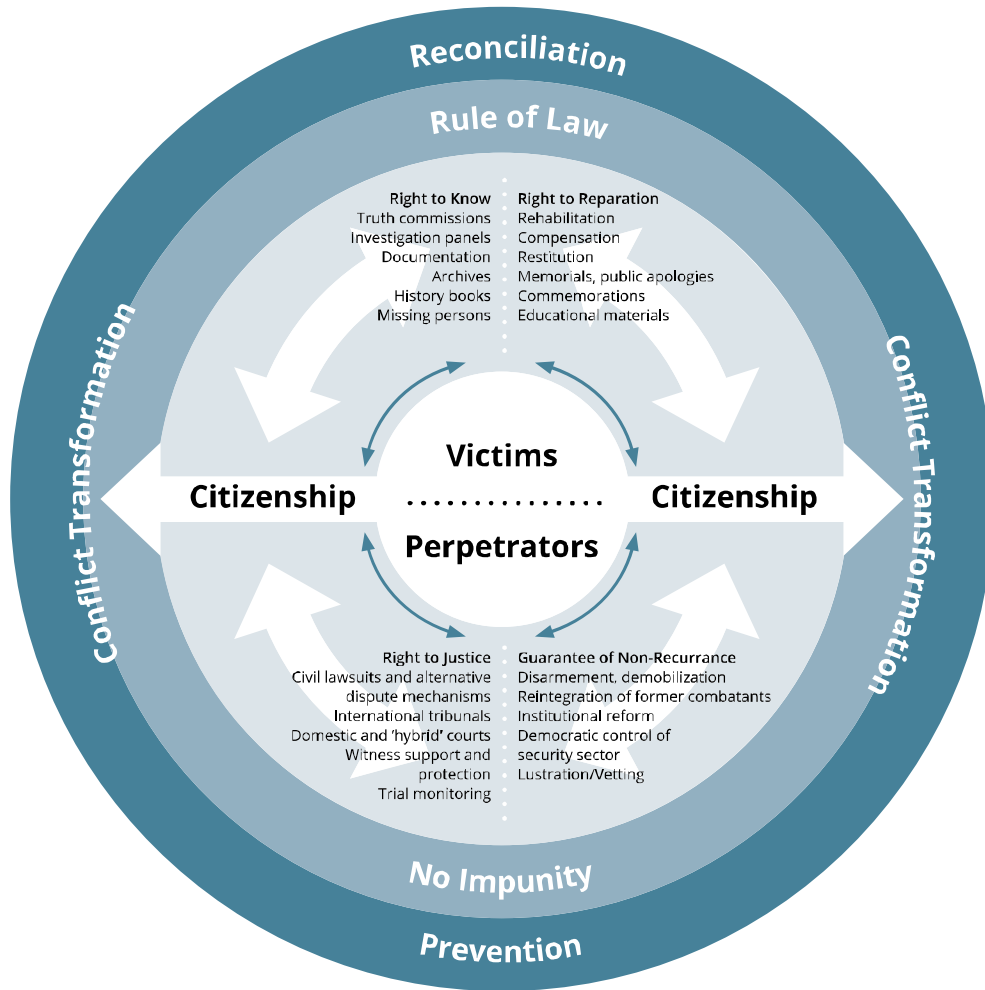 Reconciliation
Rule of Law
Right to Know
Truth commissions
Investigation panels
Documentation
Archives
History books
Missing persons
Right to Reparation
Rehabilitation
Compensation
Restitution
Memorials, public apologies
Commemorations
Educational materials
Conflict Transformation
Conflict Transformation
Victims
Citizenship
Citizenship
Perpetrators
Right to Justice
Civil lawsuits and alternative
dispute mechanisms
International tribunals
Domestic and ‘hybrid’ courts
Witness support and
protection
Trial monitoring
Guarantee of Non-Recurrance
Disarmement, demobilization
Reintegration of former combatants
Institutional reform
Democratic control of
security sector
Lustration/Vetting
No Impunity
Prevention